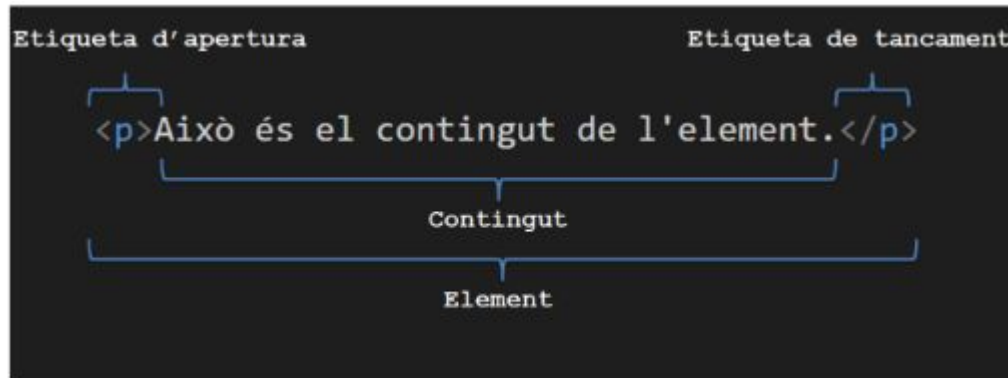 Etiqueta d'apertura
Etiqueta de tancament
<p>Això és el contingut de l'element.</p>
Contingut
Element